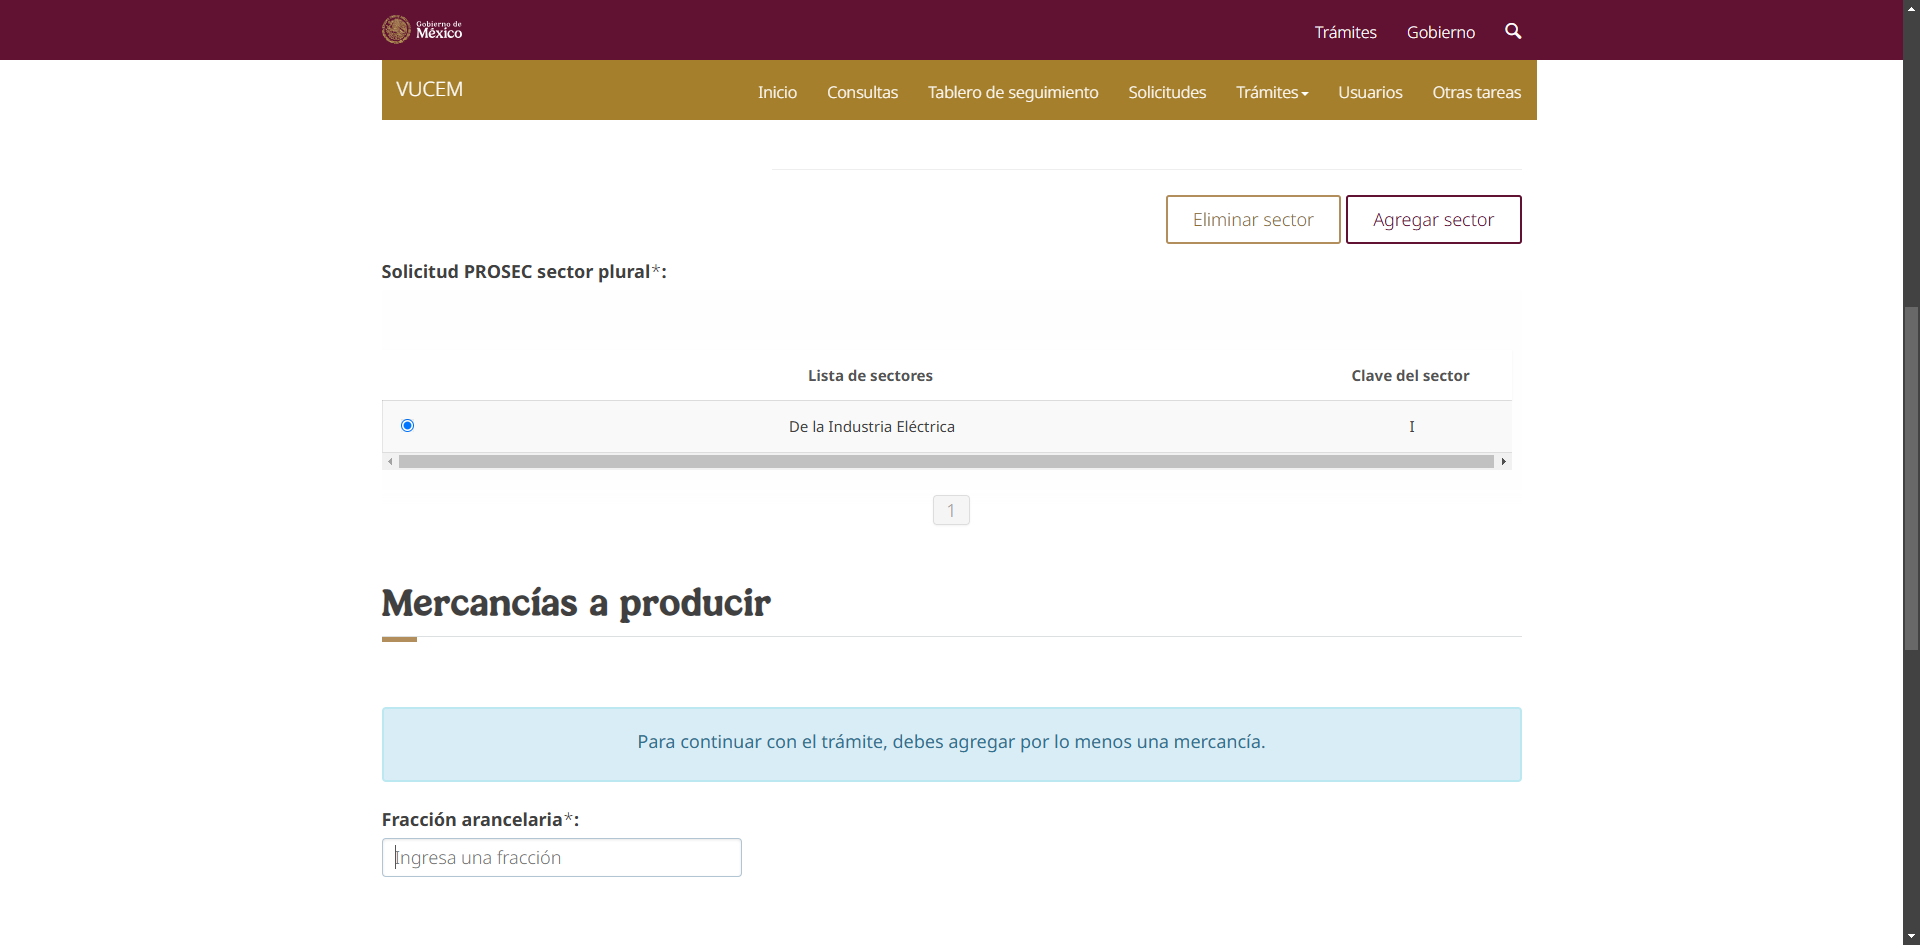 Gobierno de
México
Trámites
Gobierno
VUCEM
Inicio
Consultas
Tablero de seguimiento
Solicitudes
Trámites
Usuarios
Otras tareas
Eliminar sector
Agregar sector
Solicitud PROSEC sector plural*:
Lista de sectores
Clave del sector
De la Industria Eléctrica
I
1
Mercancías a producir
Para continuar con el trámite, debes agregar por lo menos una mercancía.
Fracción arancelaria*:
Ingresa una fracción